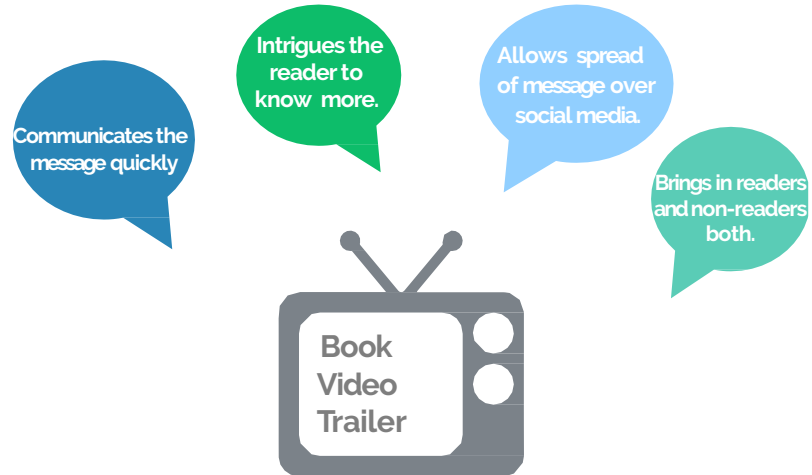 Communicates the
message quickly
Intrigues the
reader to
know more.
Allows spread
of message over
social media.
Brings in readers
and non-readers
both.
Book
Video
Trailer